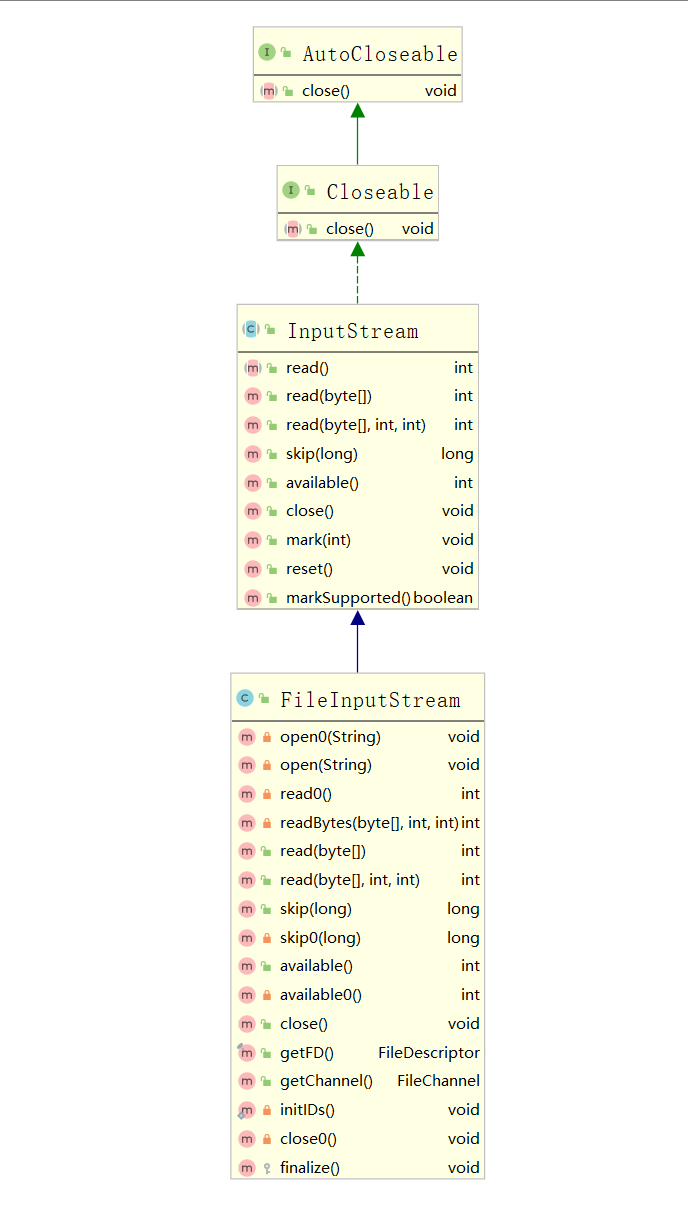 AutoCloseable
close() void
Closeable
close() void
InputStream
read() int
read(byte[]) int
read(byte[], int, int) int
skip(long) long
available() int
close() void
mark(int) void
reset() void
markSupported() boolean
FileInputStream
open0(String) void
open(String) void
read0() int
readBytes(byte[], int, int) int
read(byte[]) int
read(byte[], int, int) int
skip(long) long
skip0(long) long
available() int
available0() int
close() void
getFD() FileDescriptor
getChannel() FileChannel
initIDs() void
close0() void
finalize() void